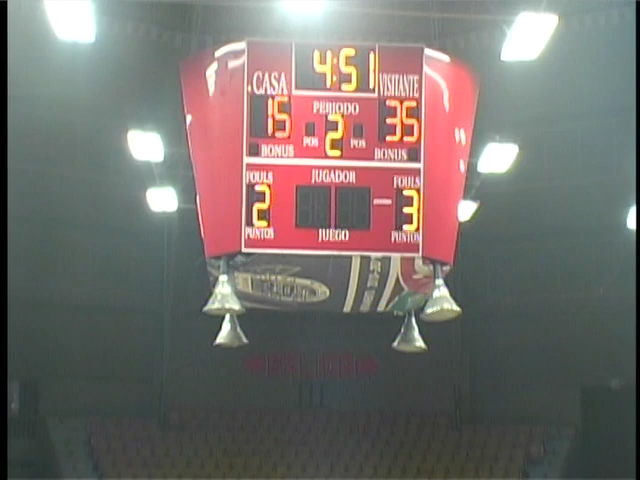 4:51
CASA VISITANTE
15 PERIODO 35
POS 2 POS
BONUS BONUS
FOULS JUGADOR FOULS
2 3
PUNTOS JUEGO PUNTOS